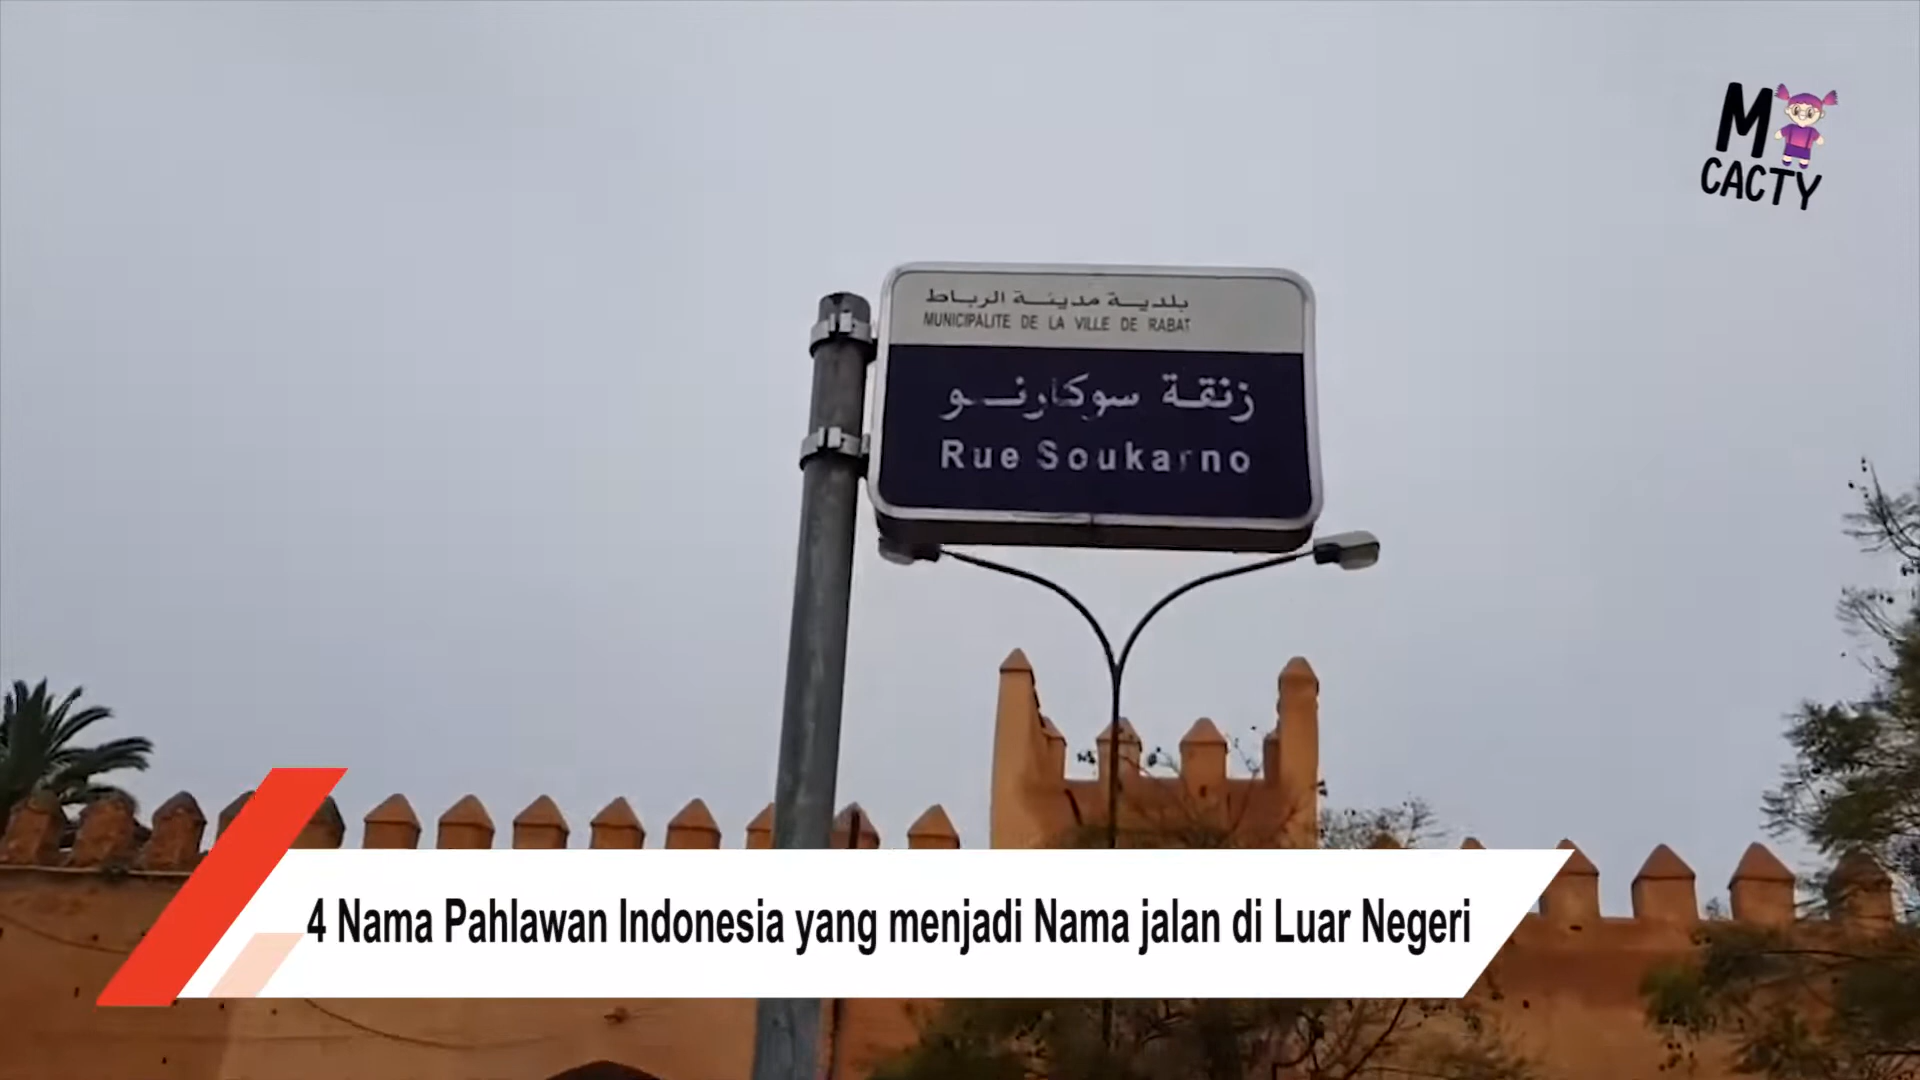 M
CACTY
بلدية مدينة الرباط
MUNICIPALITE DE LA VILLE DE RABAT
زنقة سوكارنو
Rue Soukarno
4 Nama Pahlawan Indonesia yang menjadi Nama jalan di Luar Negeri